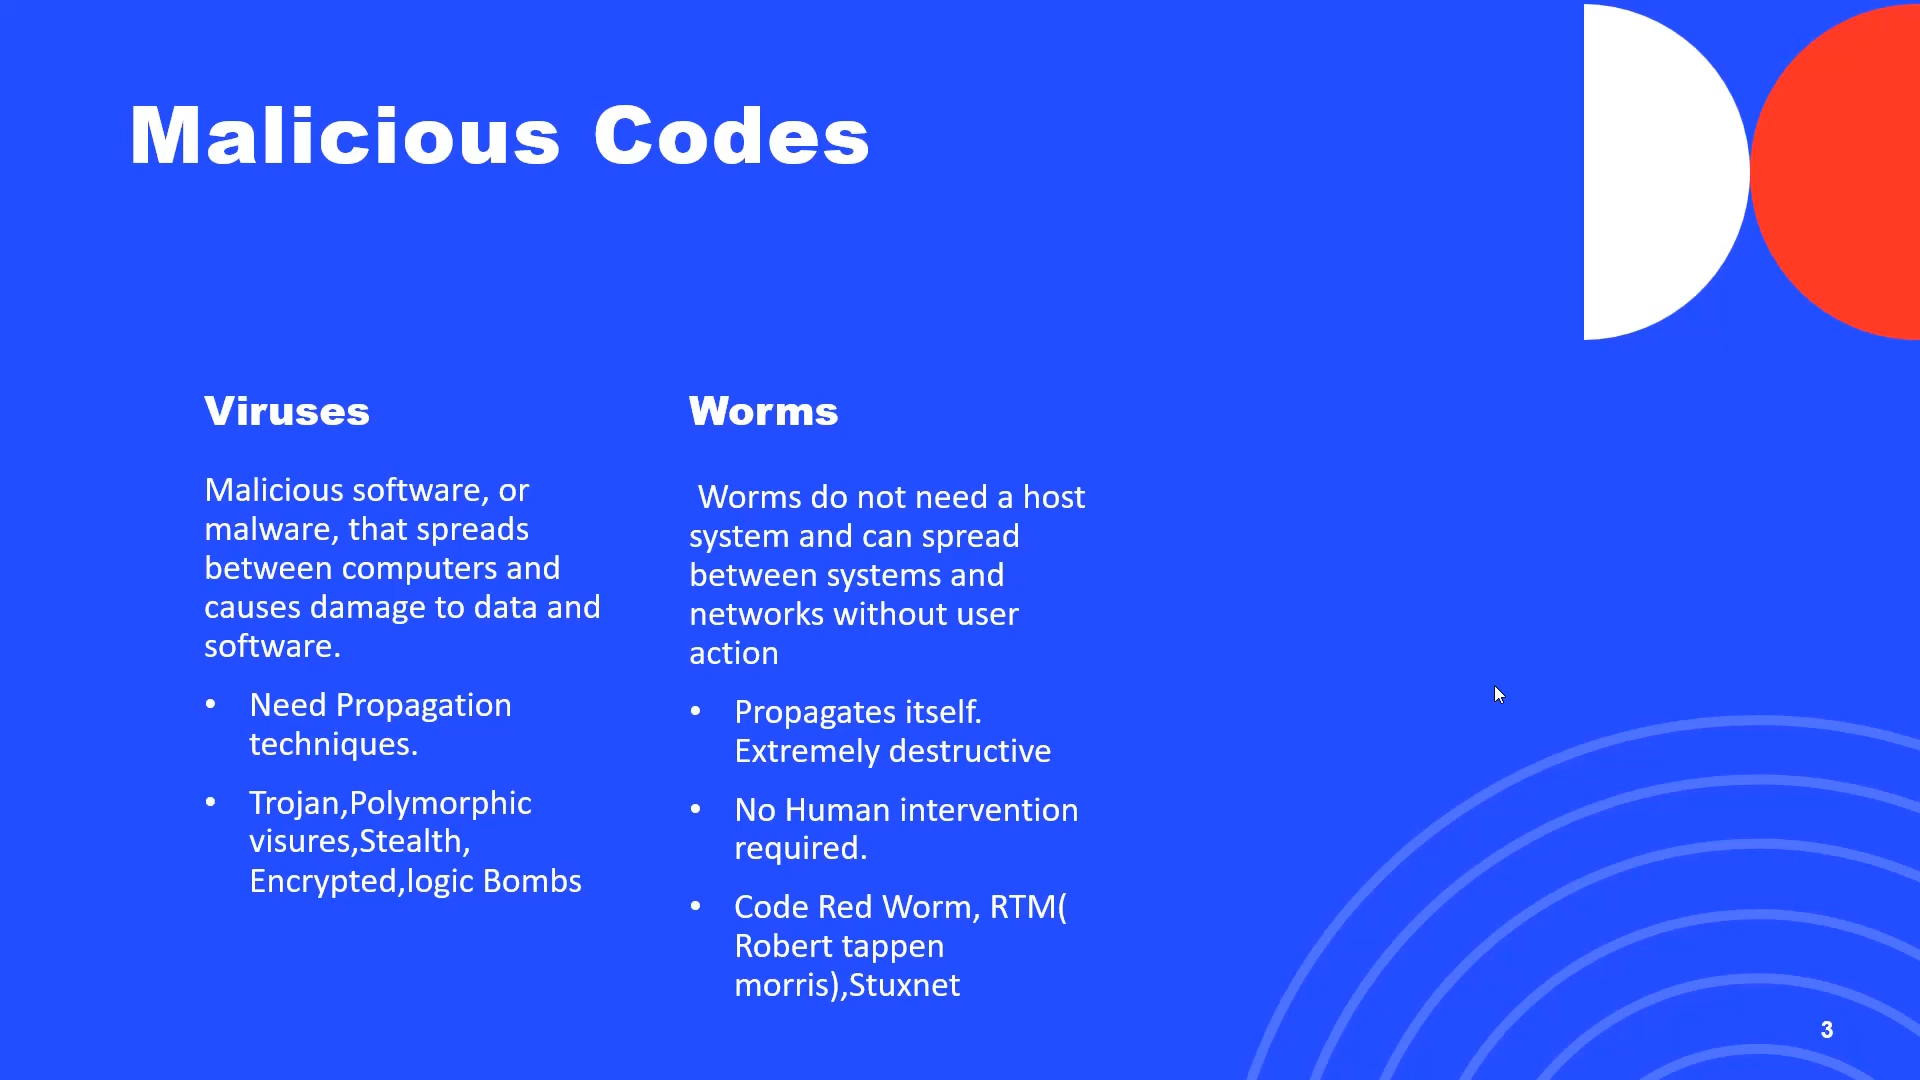 Malicious Codes
Viruses
Malicious software, or
malware, that spreads
between computers and
causes damage to data and
software.
• Need Propagation
techniques.
• Trojan,Polymorphic
visures,Stealth,
Encrypted,logic Bombs
Worms
Worms do not need a host
system and can spread
between systems and
networks without user
action
• Propagates itself.
Extremely destructive
• No Human intervention
required.
• Code Red Worm, RTM(
Robert tappen
morris),Stuxnet
3